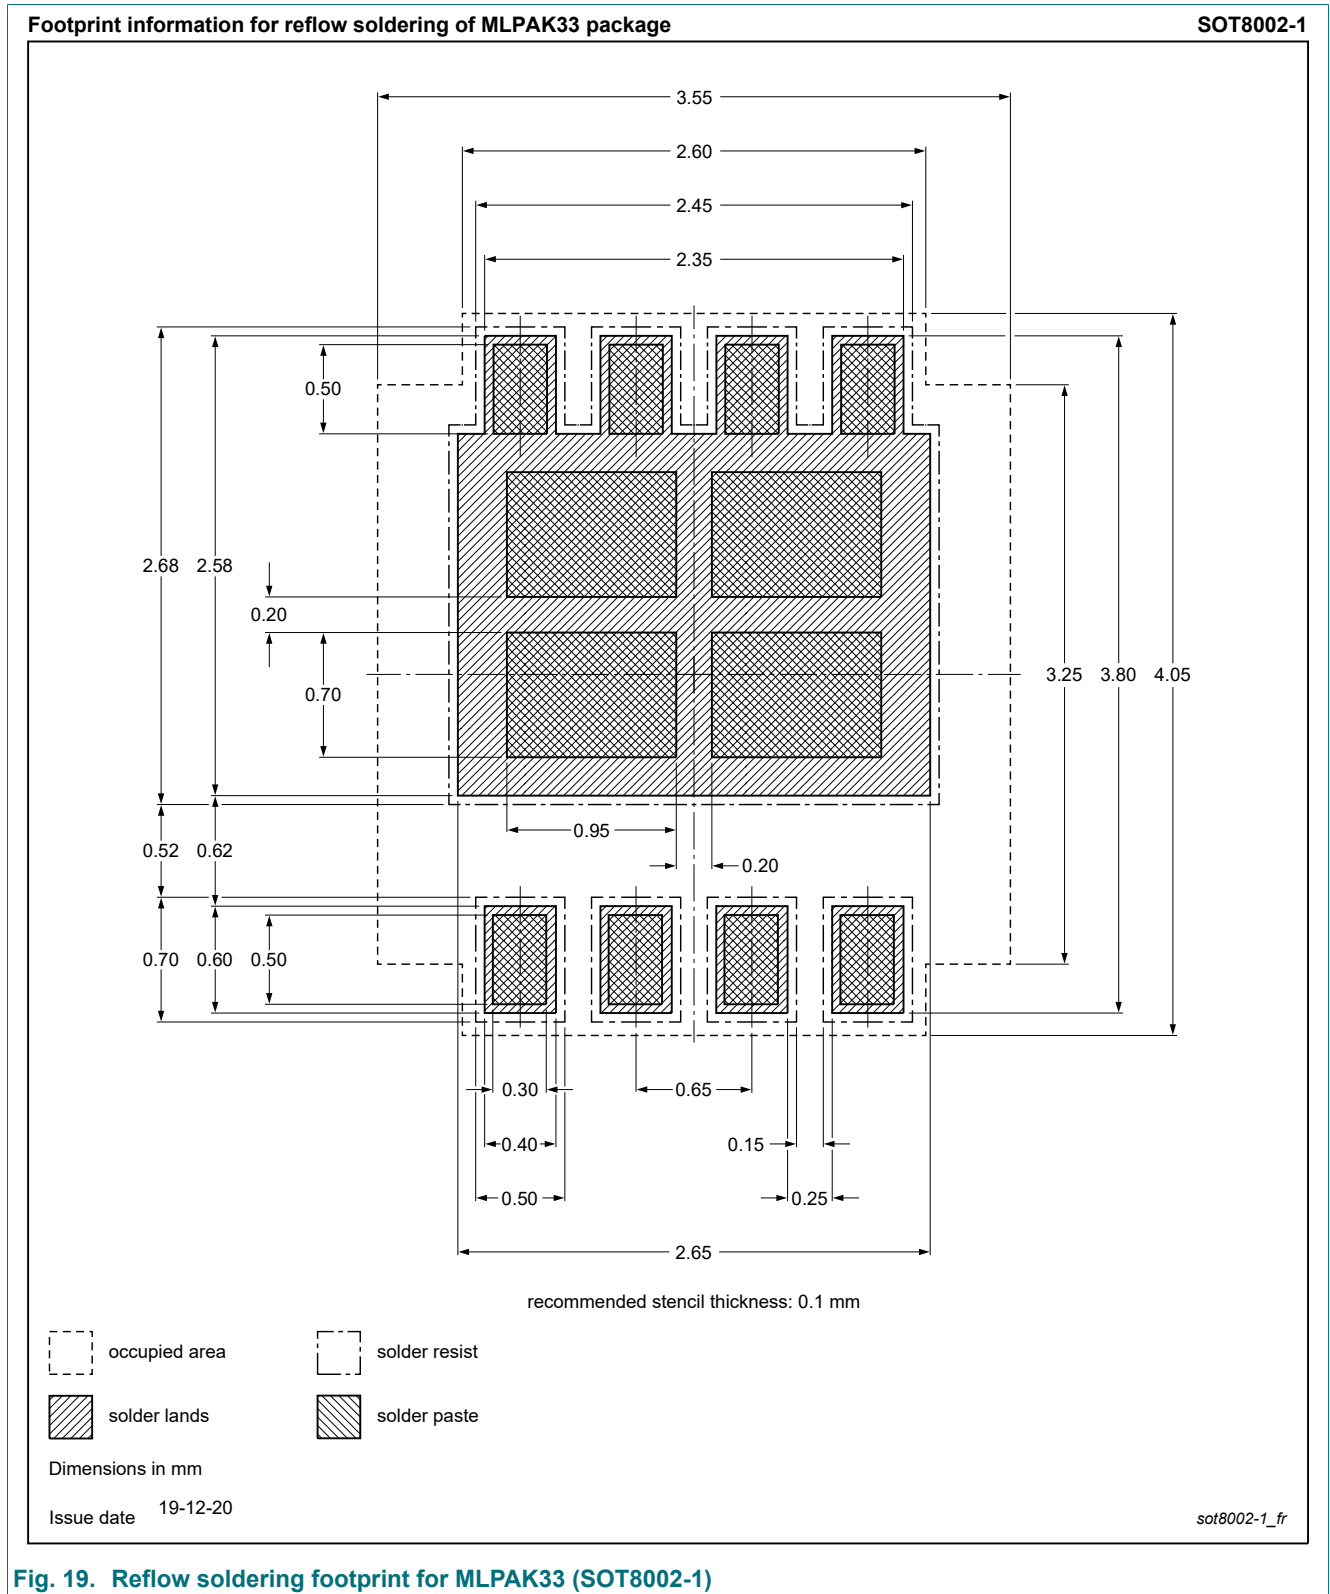 Footprint information for reflow soldering of MLPAK33 package SOT8002-1
3.55
2.60
2.45
2.35
0.50
2.68 2.58
0.20
0.70
3.25 3.80 4.05
0.95
0.52 0.62
0.20
0.70 0.60 0.50
0.30 0.65
0.40 0.15
0.50 0.25
2.65
recommended stencil thickness: 0.1 mm
occupied area solder resist
solder lands solder paste
Dimensions in mm
Issue date 19-12-20
sot8002-1_fr
Fig. 19. Reflow soldering footprint for MLPAK33 (SOT8002-1)